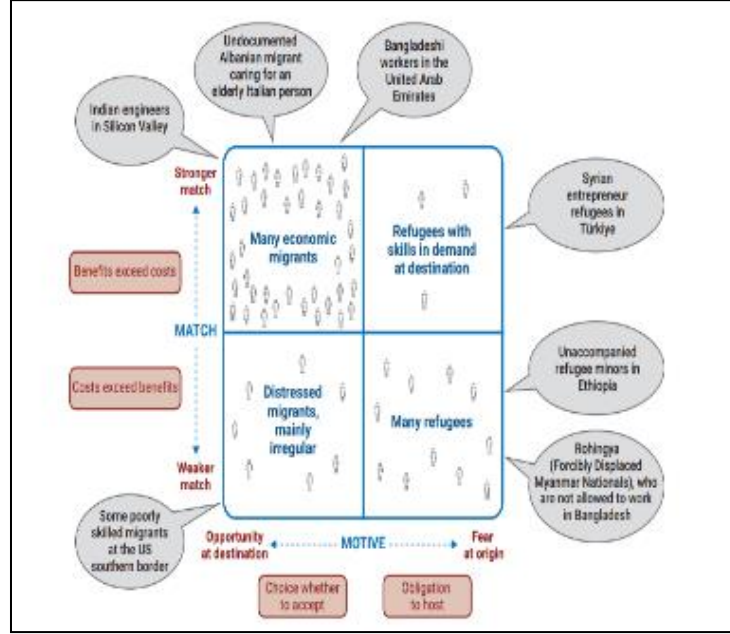 Undocumented
Albanian migrant
caring for an
elderly Italian person
Bangladeshi
workers in the
United Arab
Emirates
Indian engineers
in Silicon Valley
Stronger
match
Many economic
migrants
Refugees with
skills in demand
at destination
Syrian
entrepreneur
refugees in
Türkiye
Benefits exceed costs
MATCH
Costs exceed benefits
Distressed
migrants,
mainly
irregular
Many refugees
Unaccompanied
refugee minors in
Ethiopia
Weaker
match
Rohingya
(Forcibly Displaced
Myanmar Nationals), who
are not allowed to work
in Bangladesh
Some poorly
skilled migrants
at the US
southern border
Opportunity
at destination
MOTIVE
Fear
at origin
Choice whether
to accept
Obligation
to host